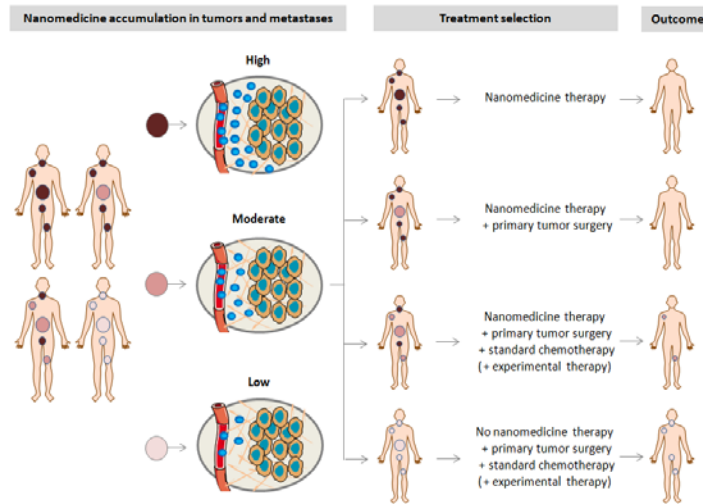 Nanomedicine accumulation in tumors and metastases
Treatment selection
Outcome
High
Moderate
Low
Nanomedicine therapy
Nanomedicine therapy
+ primary tumor surgery
Nanomedicine therapy
+ primary tumor surgery
+ standard chemotherapy
(+ experimental therapy)
No nanomedicine therapy
+ primary tumor surgery
+ standard chemotherapy
(+ experimental therapy)